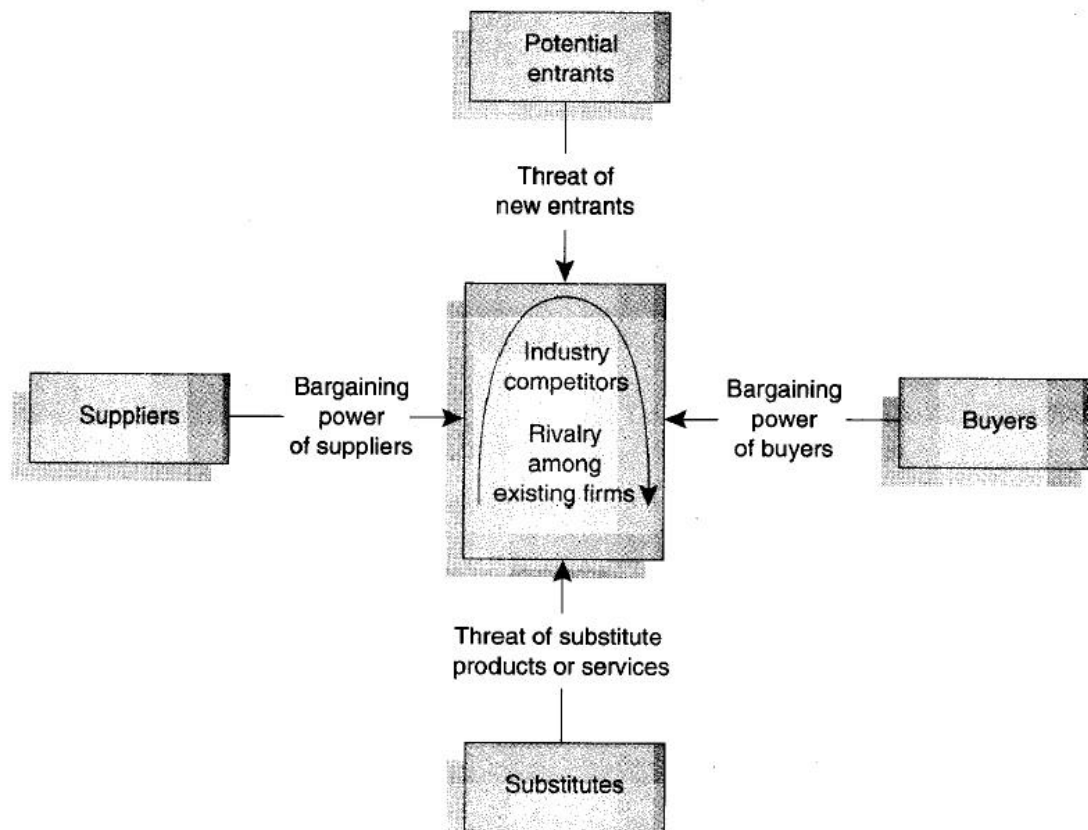 Potential
entrants
Threat of
new entrants
Industry
competitors
Rivalry
among
existing firms
Suppliers
Bargaining
power
of suppliers
Bargaining
power
of buyers
Buyers
Threat of substitute
products or services
Substitutes